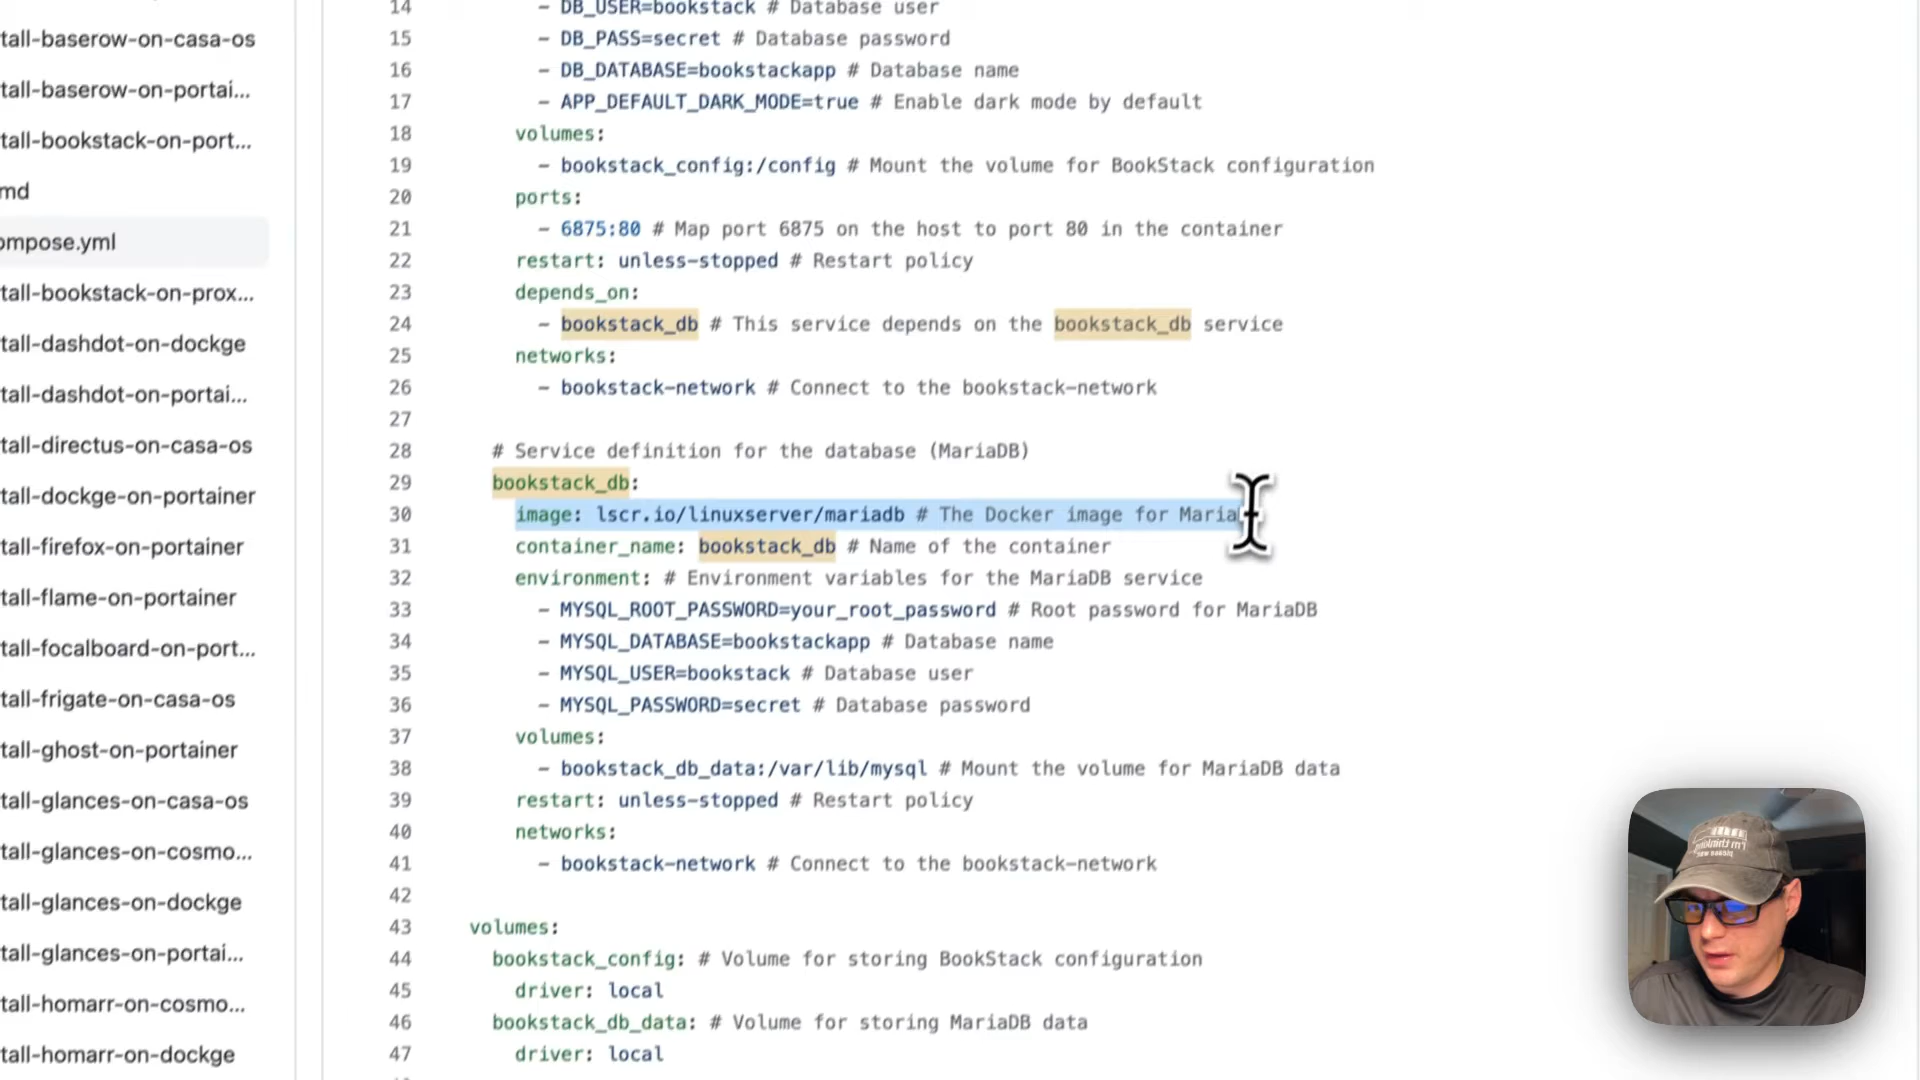 tall-baserow-on-casa-os
tall-baserow-on-portai...
tall-bookstack-on-port...
md
ompose.yml
tall-bookstack-on-prox...
tall-dashdot-on-dockge
tall-dashdot-on-portai...
tall-directus-on-casa-os
tall-dockge-on-portainer
tall-firefox-on-portainer
tall-flame-on-portainer
tall-focalboard-on-port...
tall-frigate-on-casa-os
tall-ghost-on-portainer
tall-glances-on-casa-os
tall-glances-on-cosmo...
tall-glances-on-dockge
tall-glances-on-portai...
tall-homarr-on-cosmo...
tall-homarr-on-dockge
14 - DB_USER=bookstack # Database user
15 - DB_PASS=secret # Database password
16 - DB_DATABASE=bookstackapp # Database name
17 - APP_DEFAULT_DARK_MODE=true # Enable dark mode by default
18 volumes:
19 - bookstack_config:/config # Mount the volume for BookStack configuration
20 ports:
21 - 6875:80 # Map port 6875 on the host to port 80 in the container
22 restart: unless-stopped # Restart policy
23 depends_on:
24 - bookstack_db # This service depends on the bookstack_db service
25 networks:
26 - bookstack-network # Connect to the bookstack-network
27
28 # Service definition for the database (MariaDB)
29 bookstack_db:
30 image: lscr.io/linuxserver/mariadb # The Docker image for Maria
31 container_name: bookstack_db # Name of the container
32 environment: # Environment variables for the MariaDB service
33 - MYSQL_ROOT_PASSWORD=your_root_password # Root password for MariaDB
34 - MYSQL_DATABASE=bookstackapp # Database name
35 - MYSQL_USER=bookstack # Database user
36 - MYSQL_PASSWORD=secret # Database password
37 volumes:
38 - bookstack_db_data:/var/lib/mysql # Mount the volume for MariaDB data
39 restart: unless-stopped # Restart policy
40 networks:
41 - bookstack-network # Connect to the bookstack-network
42
43 volumes:
44 bookstack_config: # Volume for storing BookStack configuration
45 driver: local
46 bookstack_db_data: # Volume for storing MariaDB data
47 driver: local